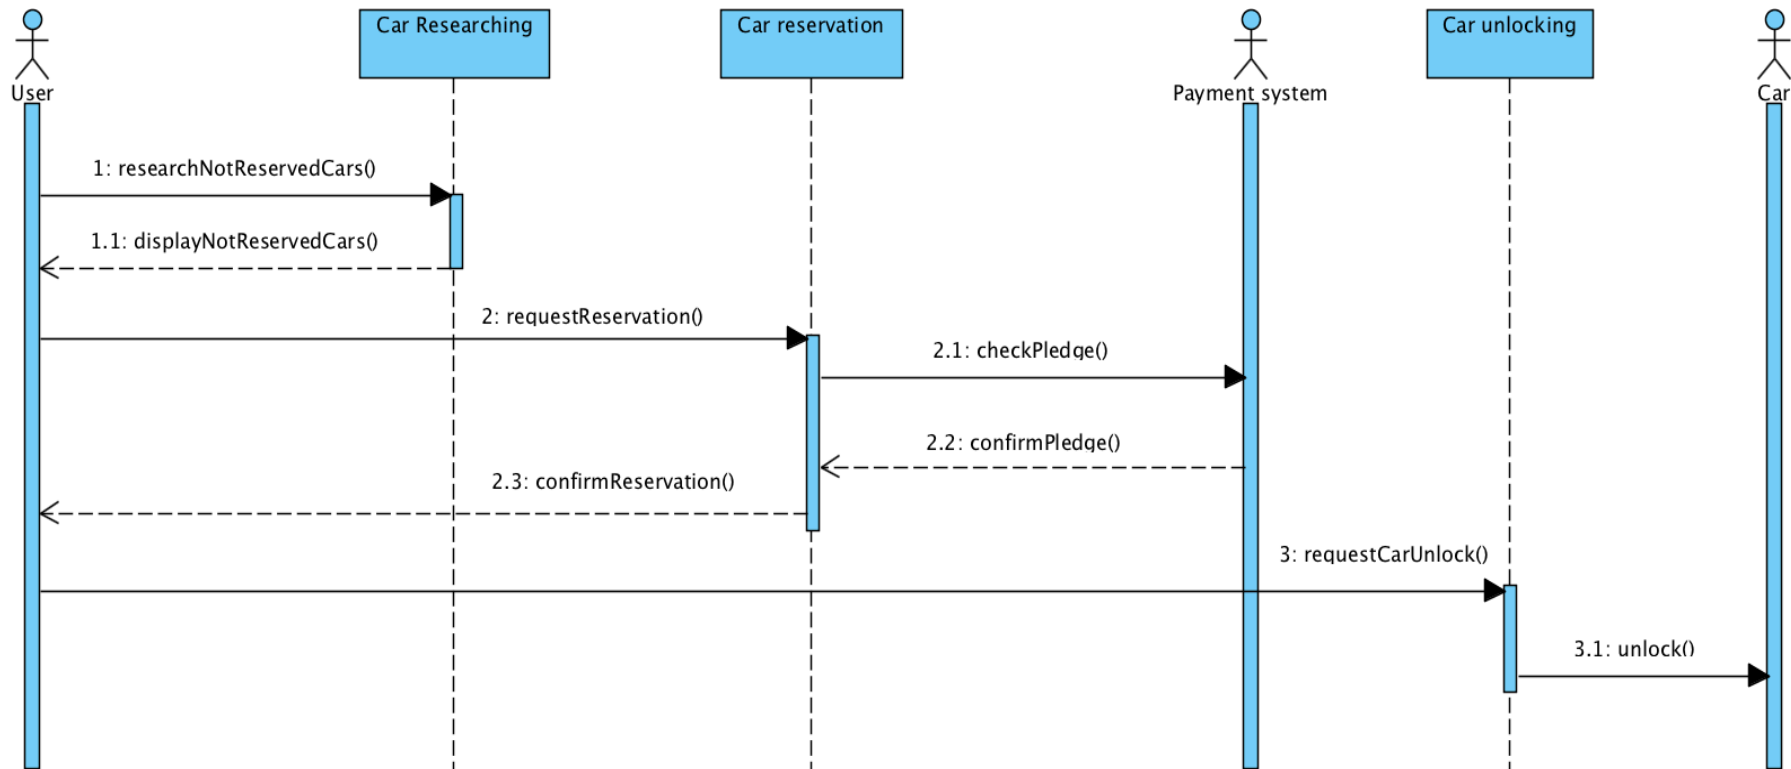 Car Researching
Car reservation
Car unlocking
User
Payment system
Car
1: researchNotReservedCars()
1.1: displayNotReservedCars()
2: requestReservation()
2.1: checkPledge()
2.2: confirmPledge()
2.3: confirmReservation()
3: requestCarUnlock()
3.1: unlock()